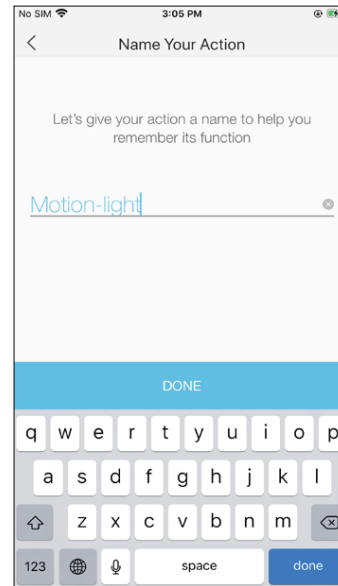 No SIM 3:05 PM
Name Your Action
Let's give your action a name to help you
remember its function
Motion-light
DONE
q w e r t y u i o p
a s d f g h j k l
z x c v b n m
123 space done